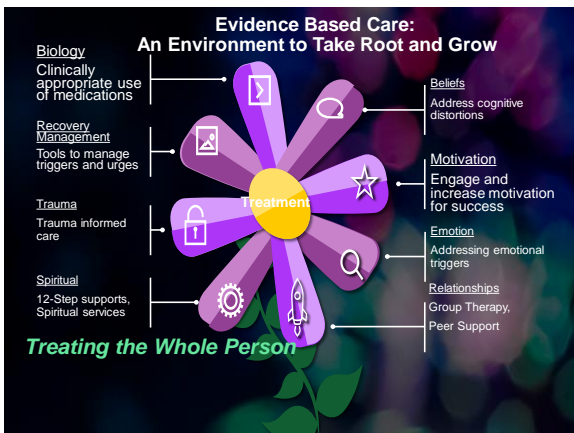 Evidence Based Care:
An Environment to Take Root and Grow
Biology
Clinically
appropriate use
of medications
Recovery
Management
Tools to manage
triggers and urges
Trauma
Trauma informed
care
Spiritual
12-Step supports,
Spiritual services
Treatment
Beliefs
Address cognitive
distortions
Motivation
Engage and
increase motivation
for success
Emotion
Addressing emotional
triggers
Relationships
Group Therapy,
Peer Support
Treating the Whole Person